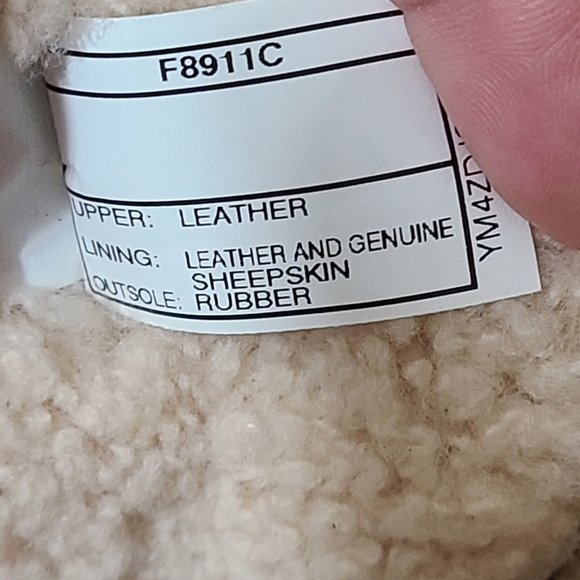 F8911C
UPPER: LEATHER
LINING: LEATHER AND GENUINE
SHEEPSKIN
OUTSOLE: RUBBER